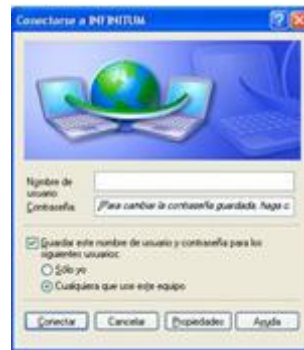 Conectarse a INFINITUM
Nombre de
usuario
Contraseña:
[Para cambiar la contraseña guardada, haga c
Guardar este nombre de usuario y contraseña para los
siguientes usuarios:
Sólo yo
Cualquiera que use este equipo
Conectar
Cancelar
Propiedades
Ayuda